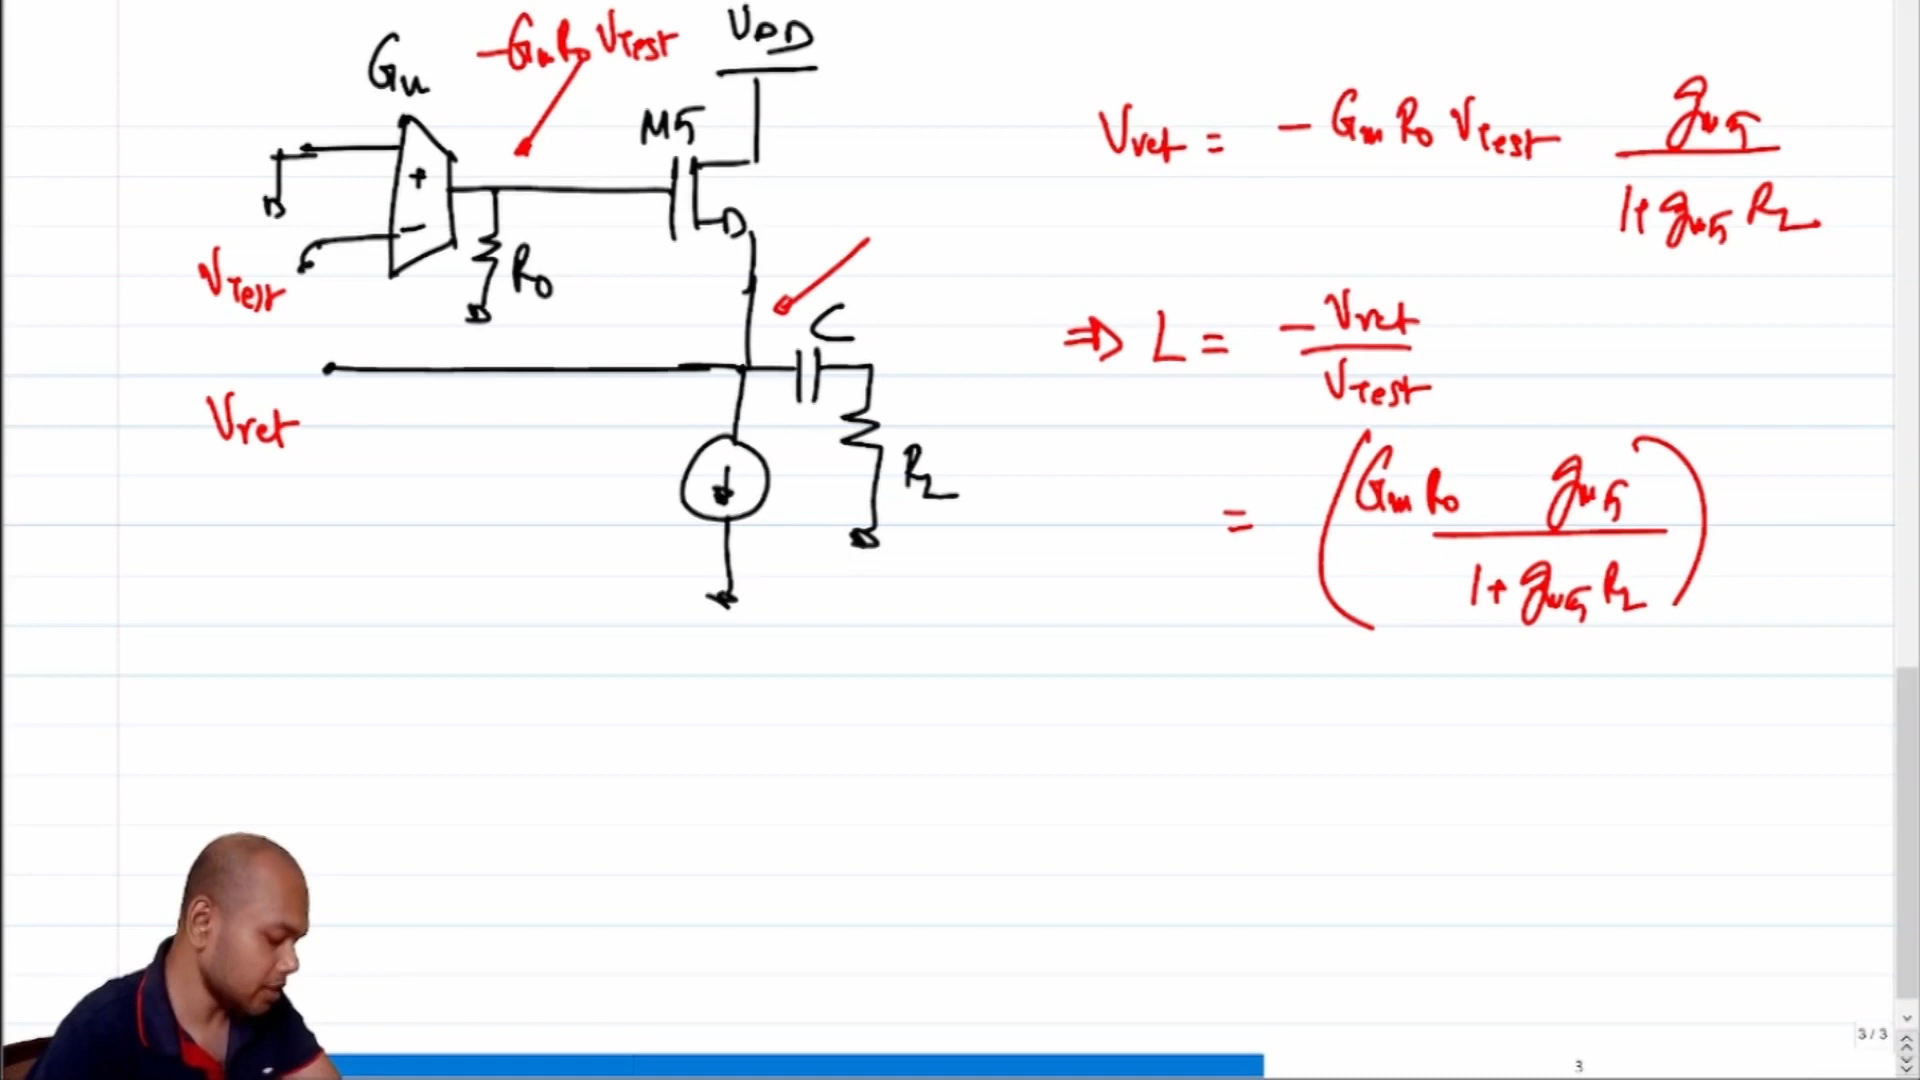 -GmRo VTest
VDD
Gm
M5
+
-
VTest
Ro
C
Vret
RL
Vret = - Gm Ro VTest gm5 / 1+ gm5 RL
⇒ L = - Vret / VTest
= ( Gm Ro gm5 / 1+ gm5 RL )
3 / 3
3